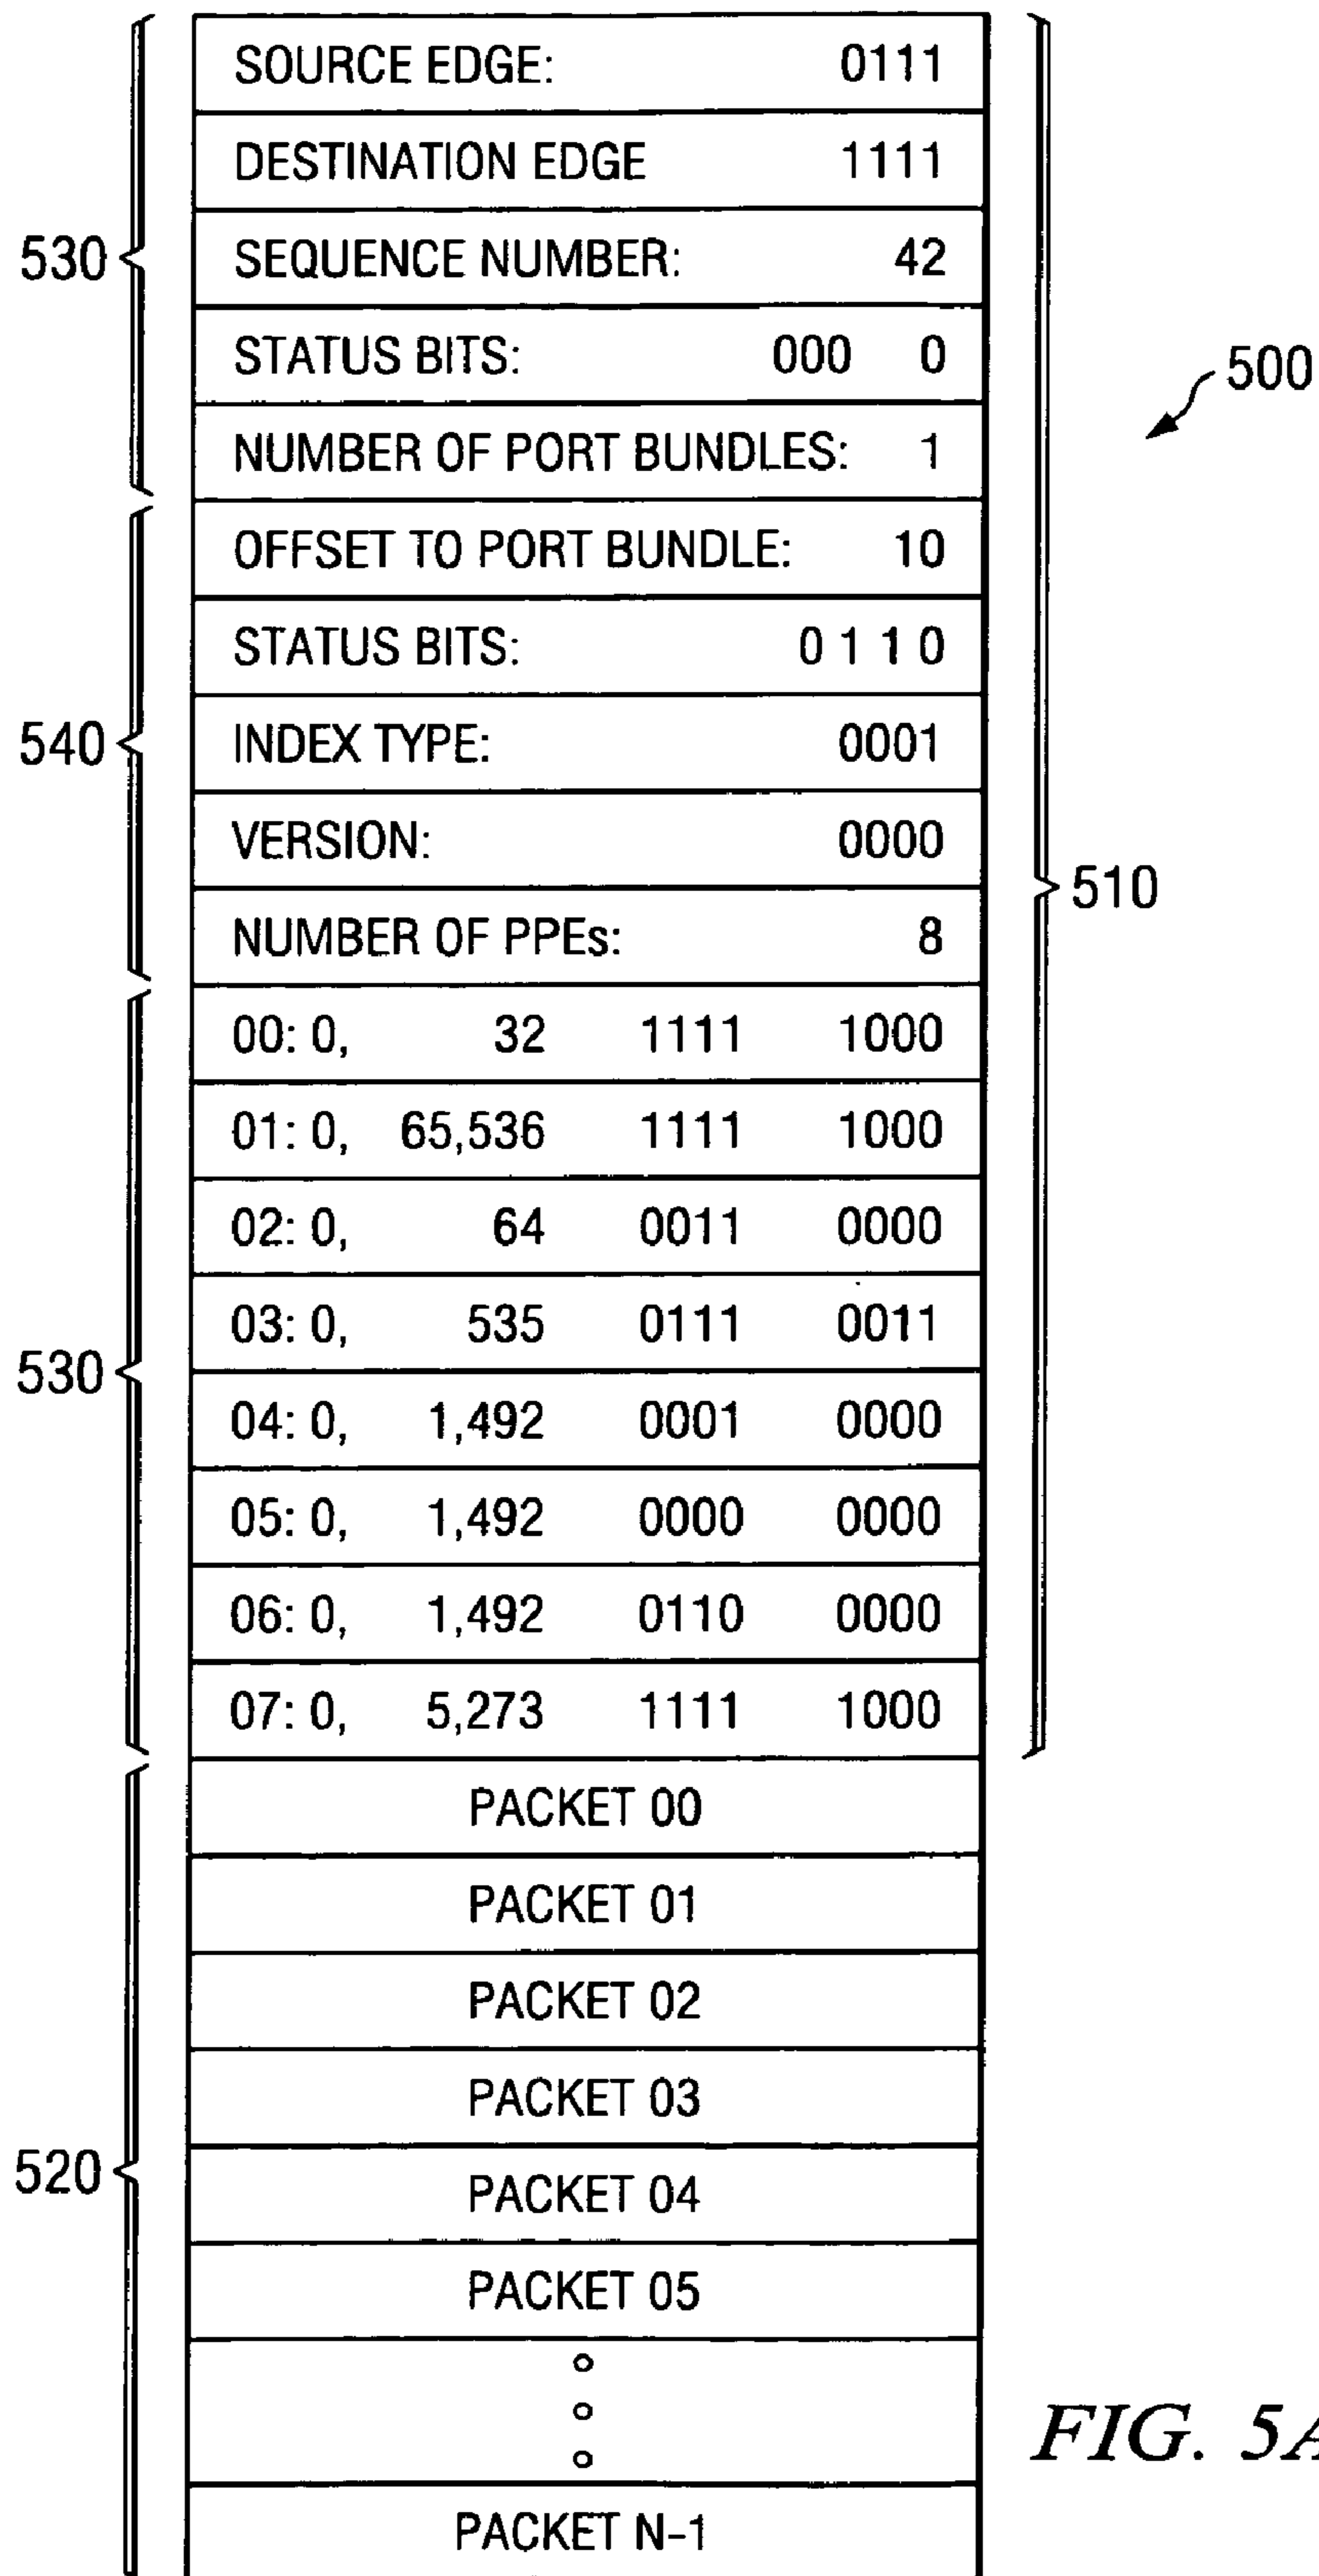 SOURCE EDGE: 0111
DESTINATION EDGE 1111
530
SEQUENCE NUMBER: 42
STATUS BITS: 000 0
500
NUMBER OF PORT BUNDLES: 1
OFFSET TO PORT BUNDLE: 10
STATUS BITS: 0 1 1 0
540
INDEX TYPE: 0001
VERSION: 0000
510
NUMBER OF PPEs: 8
00: 0, 32 1111 1000
01: 0, 65,536 1111 1000
02: 0, 64 0011 0000
03: 0, 535 0111 0011
530
04: 0, 1,492 0001 0000
05: 0, 1,492 0000 0000
06: 0, 1,492 0110 0000
07: 0, 5,273 1111 1000
PACKET 00
PACKET 01
PACKET 02
PACKET 03
520
PACKET 04
PACKET 05
FIG. 5A
PACKET N-1